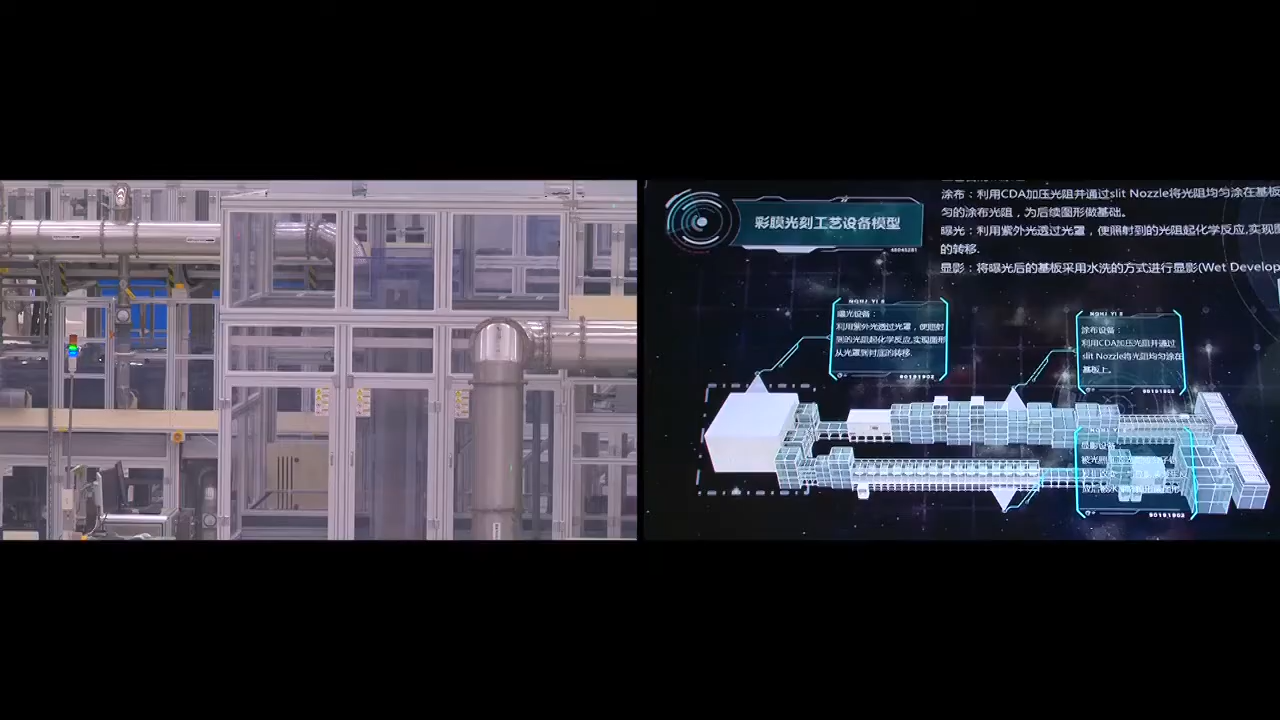 彩膜光刻工艺设备模型
涂布：利用CDA加压光阻并通过slit Nozzle将光阻均匀涂在基板
匀的涂布光阻，为后续图形做基础。
曝光：利用紫外光透过光罩，使照射到的光阻起化学反应,实现图
的转移.
显影：将曝光后的基板采用水洗的方式进行显影(Wet Develop
曝光设备：
利用紫外光透过光罩，使照射
到的光阻起化学反应,实现图形
从光罩到衬底的转移.
涂布设备：
利用CDA加压光阻并通过
slit Nozzle将光阻均匀涂在
基板上。
显影设备